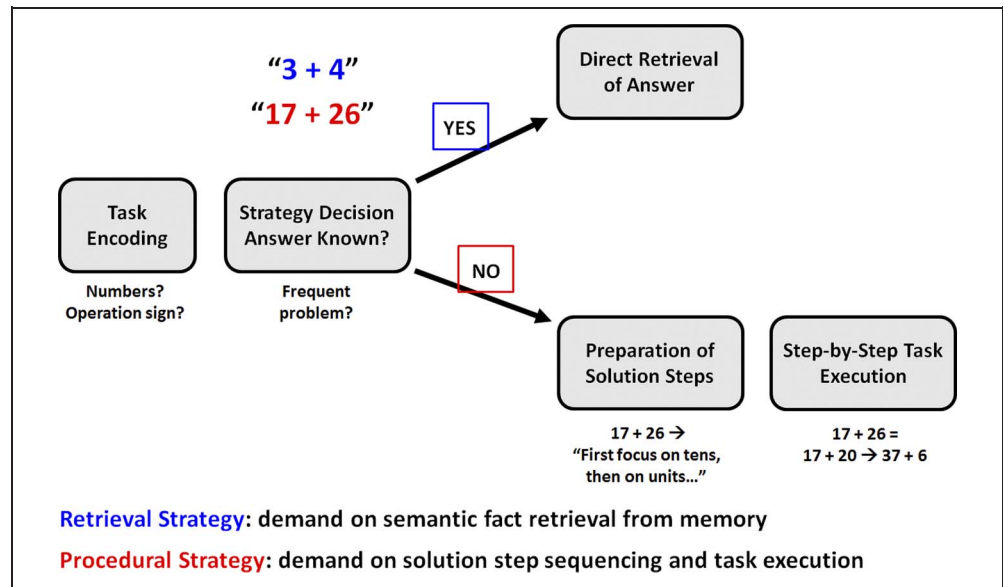 “3 + 4”
“17 + 26”
YES
Direct Retrieval
of Answer
Task
Encoding
Numbers?
Operation sign?
Strategy Decision
Answer Known?
Frequent
problem?
NO
Preparation of
Solution Steps
17 + 26 →
“First focus on tens,
then on units...”
Step-by-Step Task
Execution
17 + 26 =
17 + 20 → 37 + 6
Retrieval Strategy: demand on semantic fact retrieval from memory
Procedural Strategy: demand on solution step sequencing and task execution